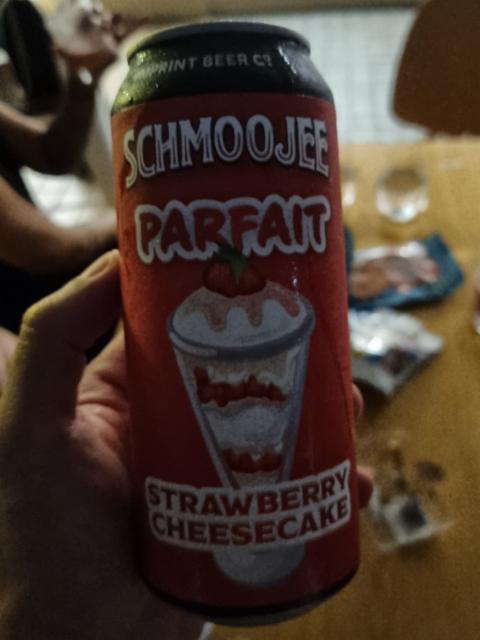 IMPRINT BEER CO
SCHMOOJEE
PARFAIT
STRAWBERRY
CHEESECAKE